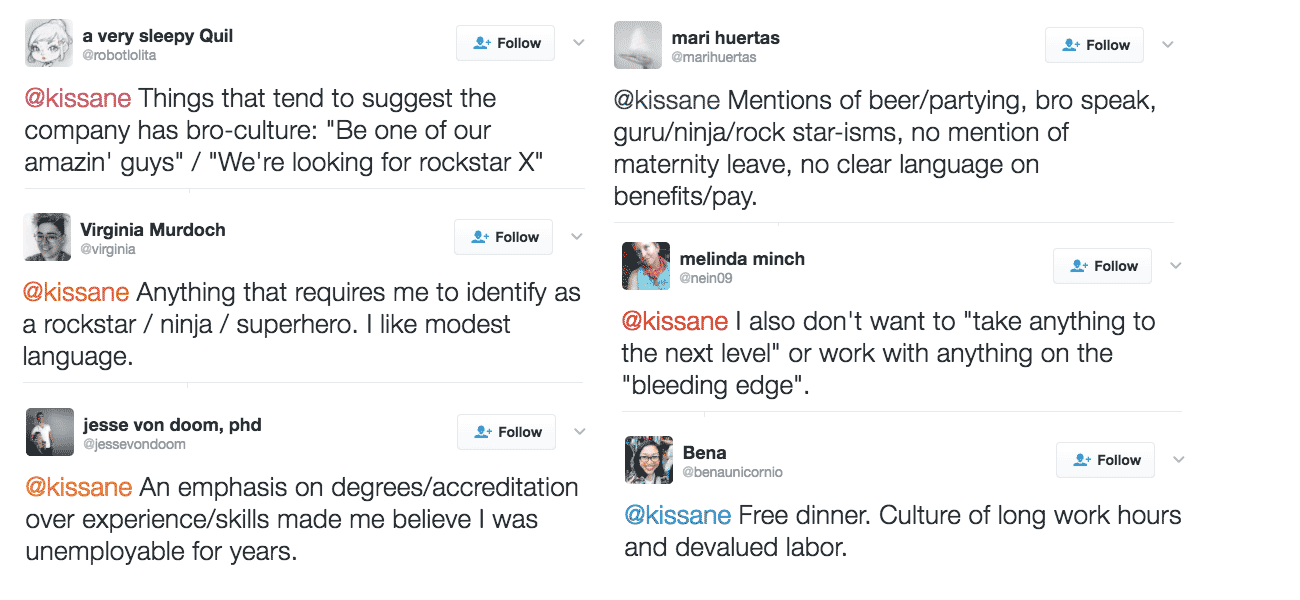 a very sleepy Quil
@robotlolita
Follow
@kissane Things that tend to suggest the
company has bro-culture: "Be one of our
amazin' guys" / "We're looking for rockstar X"
Virginia Murdoch
@virginia
Follow
@kissane Anything that requires me to identify as
a rockstar / ninja / superhero. I like modest
language.
jesse von doom, phd
@jessevondoom
Follow
@kissane An emphasis on degrees/accreditation
over experience/skills made me believe I was
unemployable for years.
mari huertas
@marihuertas
Follow
@kissane Mentions of beer/partying, bro speak,
guru/ninja/rock star-isms, no mention of
maternity leave, no clear language on
benefits/pay.
melinda minch
@nein09
Follow
@kissane I also don't want to "take anything to
the next level" or work with anything on the
"bleeding edge".
Bena
@benaunicornio
Follow
@kissane Free dinner. Culture of long work hours
and devalued labor.